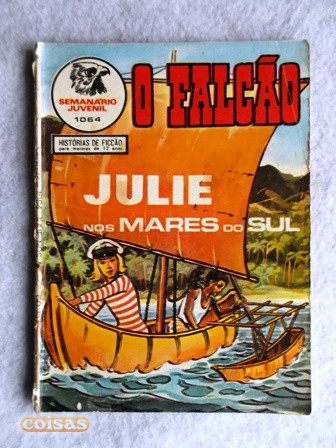 O FALCÃO
SEMANÁRIO
JUVENIL
1064
HISTÓRIAS DE FICÇÃO
para maiores de 12 anos
JULIE
NOS MARES DO SUL
coisas